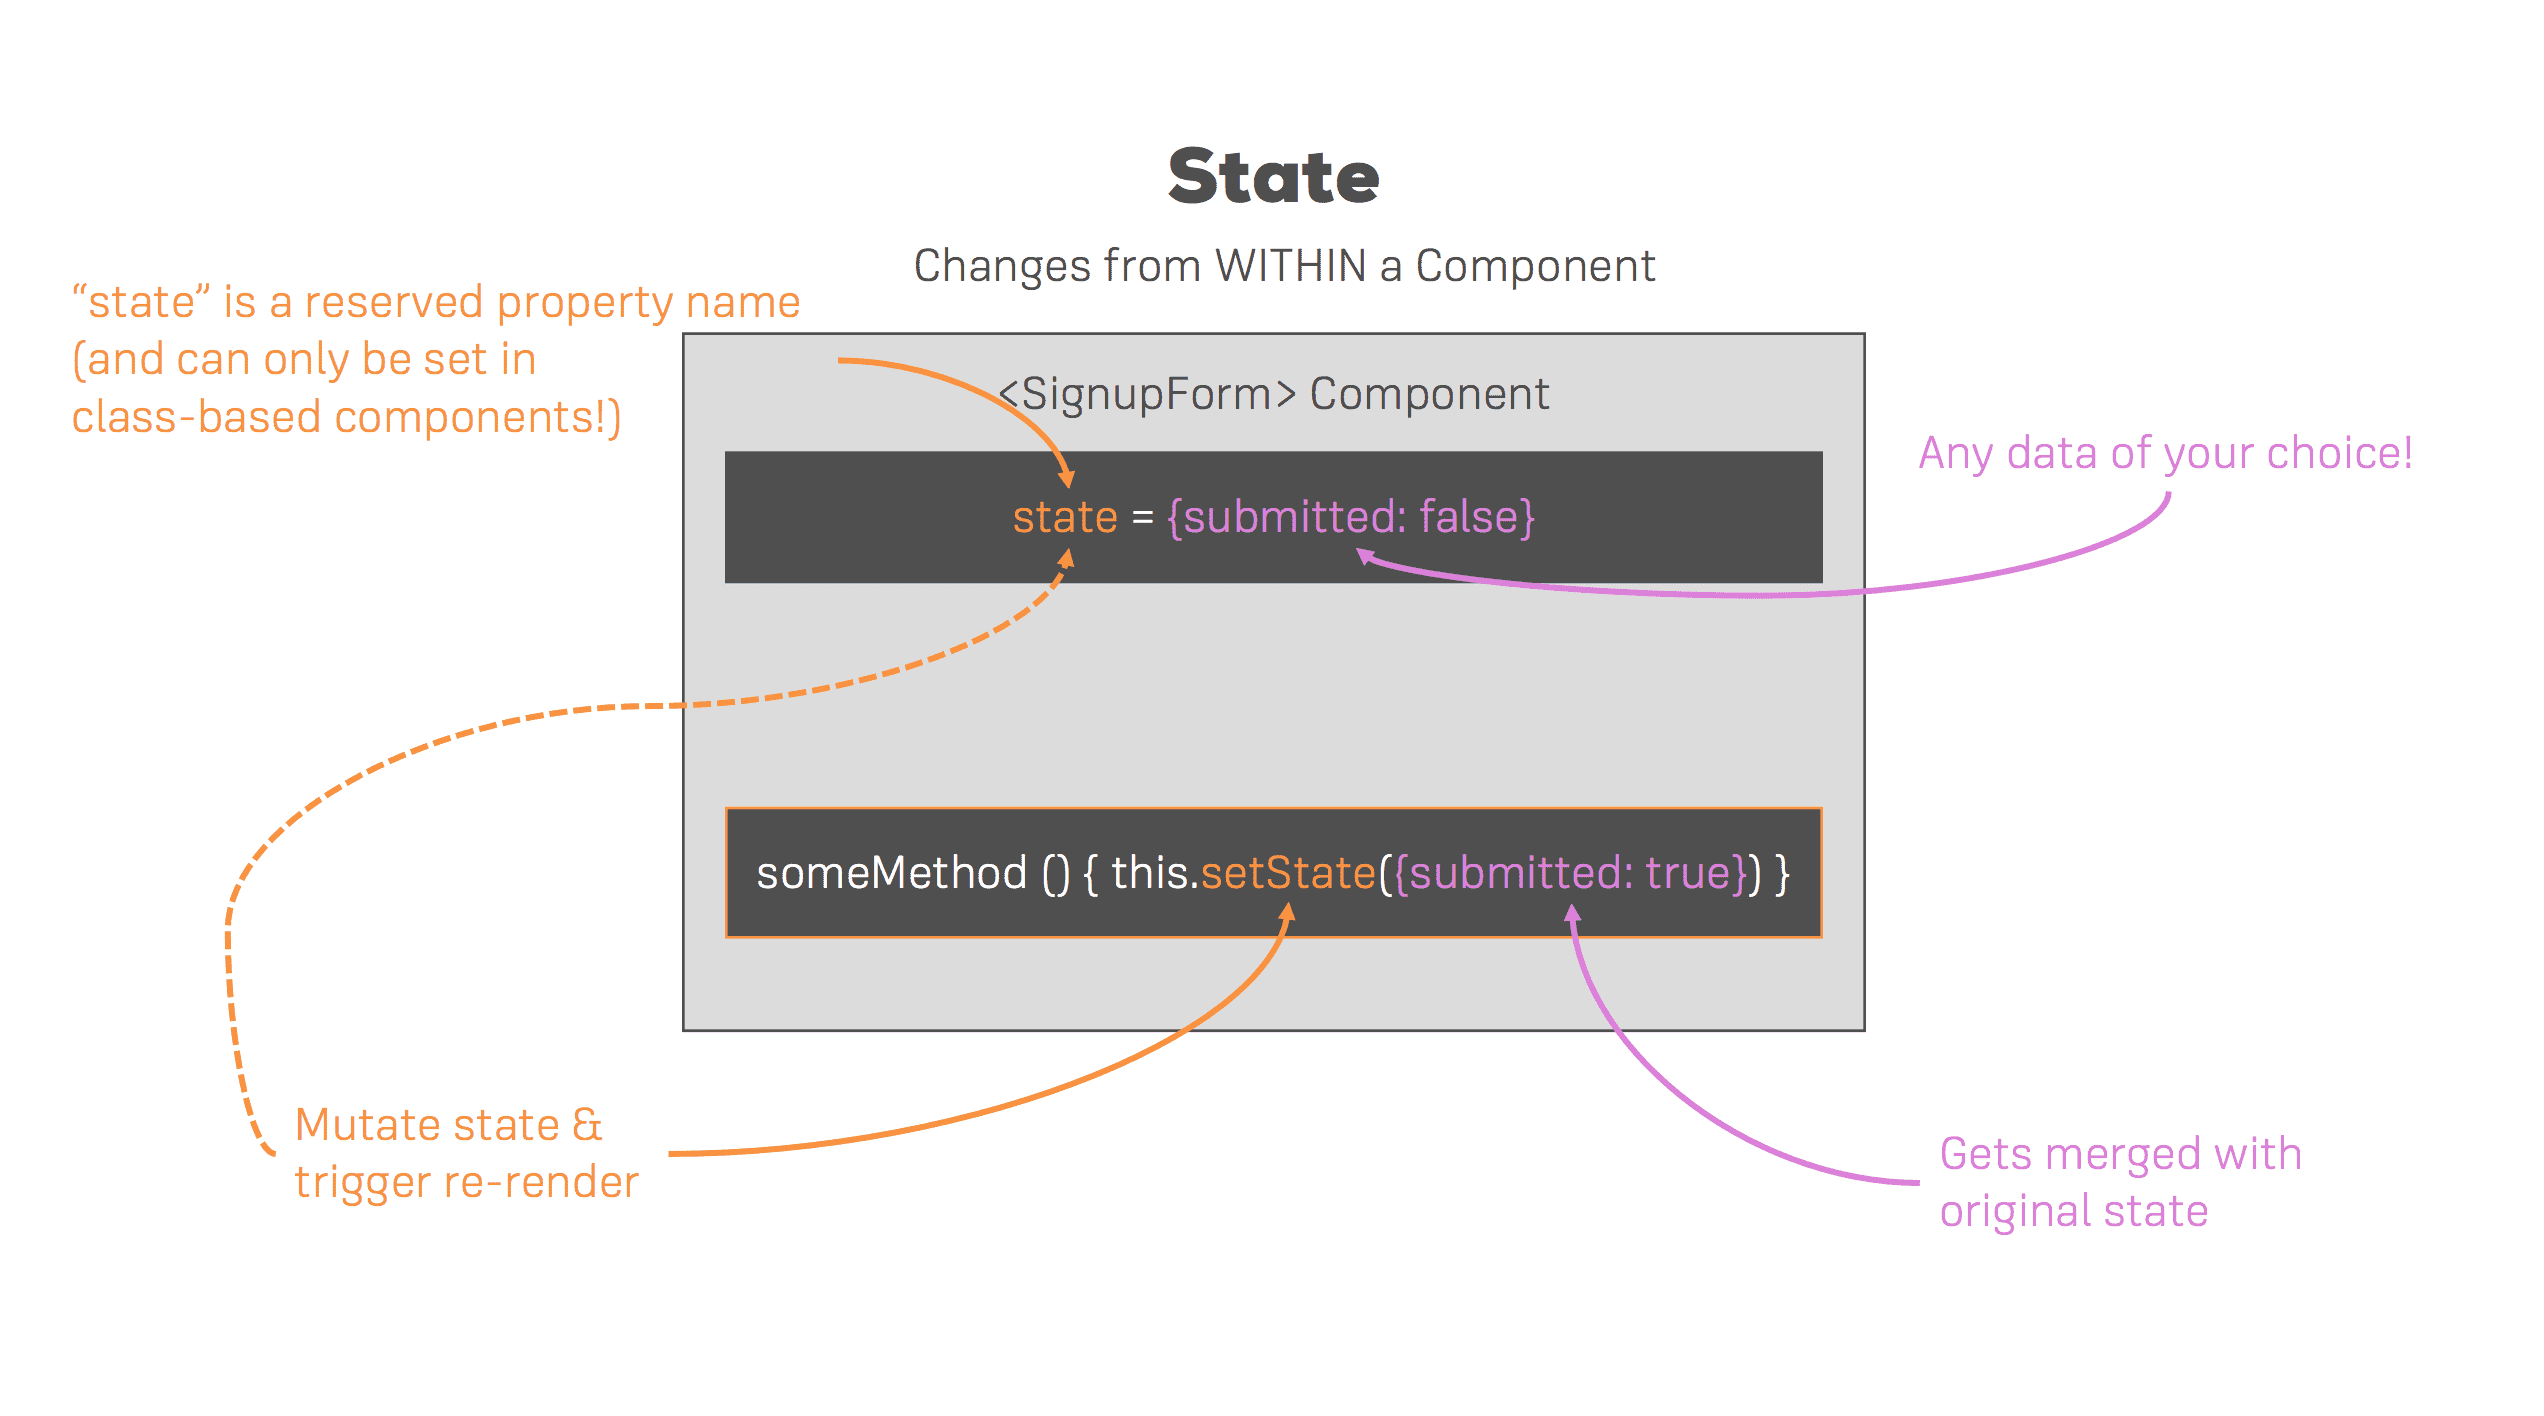 State
Changes from WITHIN a Component
“state” is a reserved property name
(and can only be set in
class-based components!)
<SignupForm> Component
Any data of your choice!
state = {submitted: false}
someMethod () { this.setState({submitted: true}) }
Mutate state &
trigger re-render
Gets merged with
original state